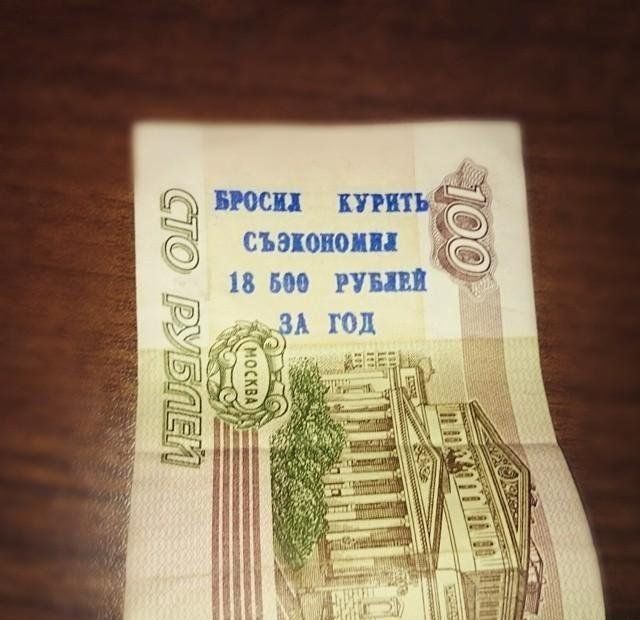 БРОСИЛ КУРИТЬ
СЪЭКОНОМИЛ
18 500 РУБЛЕЙ
ЗА ГОД
100
СТО РУБЛЕЙ
МОСКВА